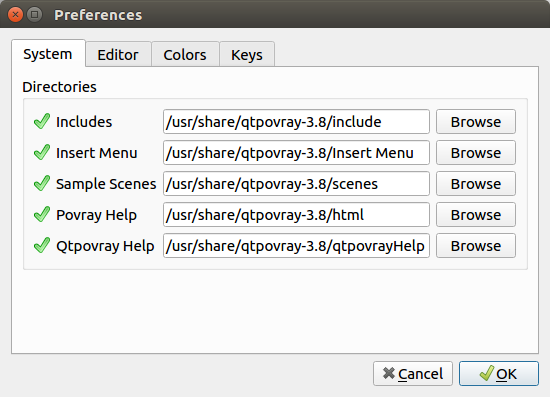 Preferences
System Editor Colors Keys
Directories
Includes /usr/share/qtpovray-3.8/include Browse
Insert Menu /usr/share/qtpovray-3.8/Insert Menu Browse
Sample Scenes /usr/share/qtpovray-3.8/scenes Browse
Povray Help /usr/share/qtpovray-3.8/html Browse
Qtpovray Help /usr/share/qtpovray-3.8/qtpovrayHelp Browse
Cancel OK